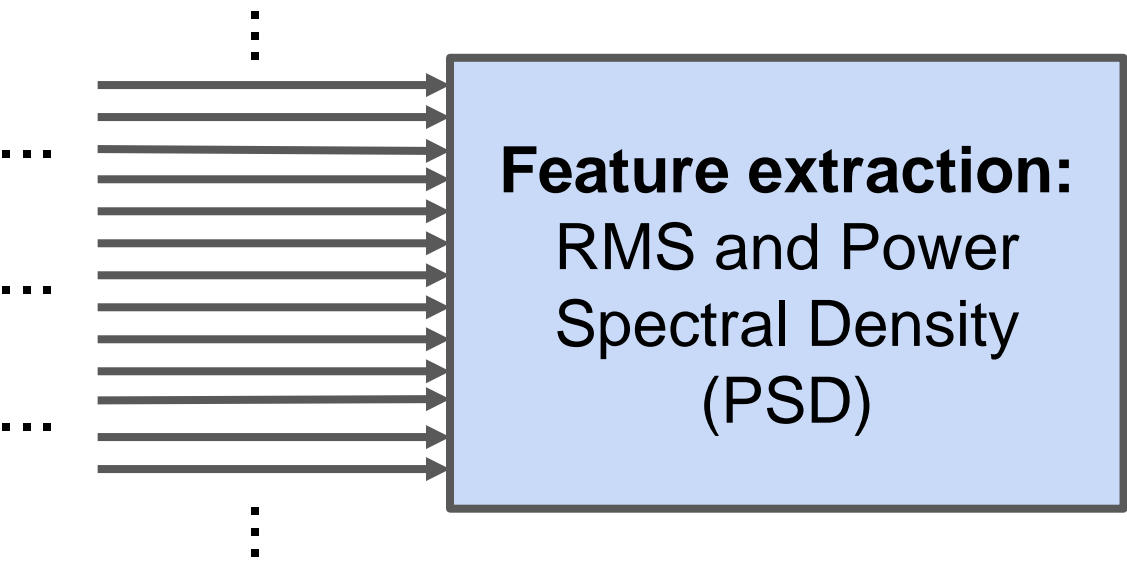 Feature extraction:
RMS and Power
Spectral Density
(PSD)